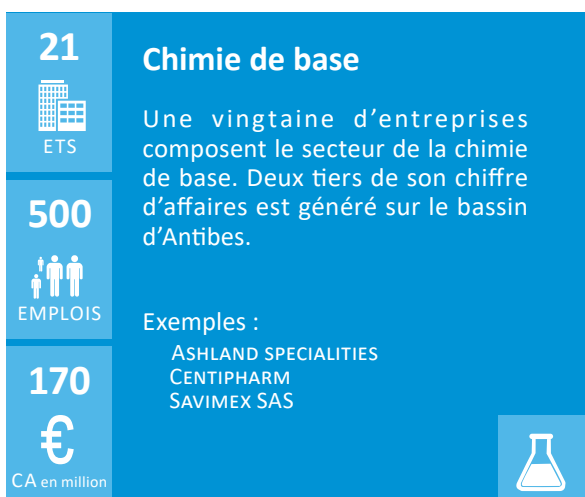 21
ETS
500
EMPLOIS
170
€
CA en million
Chimie de base
Une vingtaine d’entreprises
composent le secteur de la chimie
de base. Deux tiers de son chiffre
d’affaires est généré sur le bassin
d’Antibes.
Exemples :
Ashland specialities
Centipharm
Savimex SAS